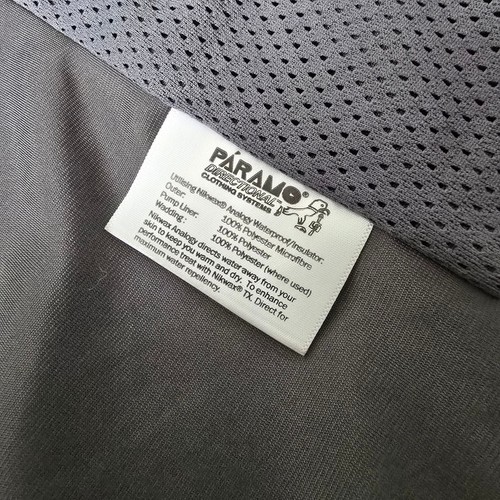 PÁRAMO®
DIRECTIONAL
CLOTHING SYSTEMS
Utilising Nikwax® Analogy Waterproof/Insulator:
Outer: 100% Polyester Microfibre
Pump Liner: 100% Polyester
Wadding : 100% Polyester (where used)
Nikwax Analogy directs water away from your
skin to keep you warm and dry. To enhance
performance treat with Nikwax® TX. Direct for
maximum water repellency.